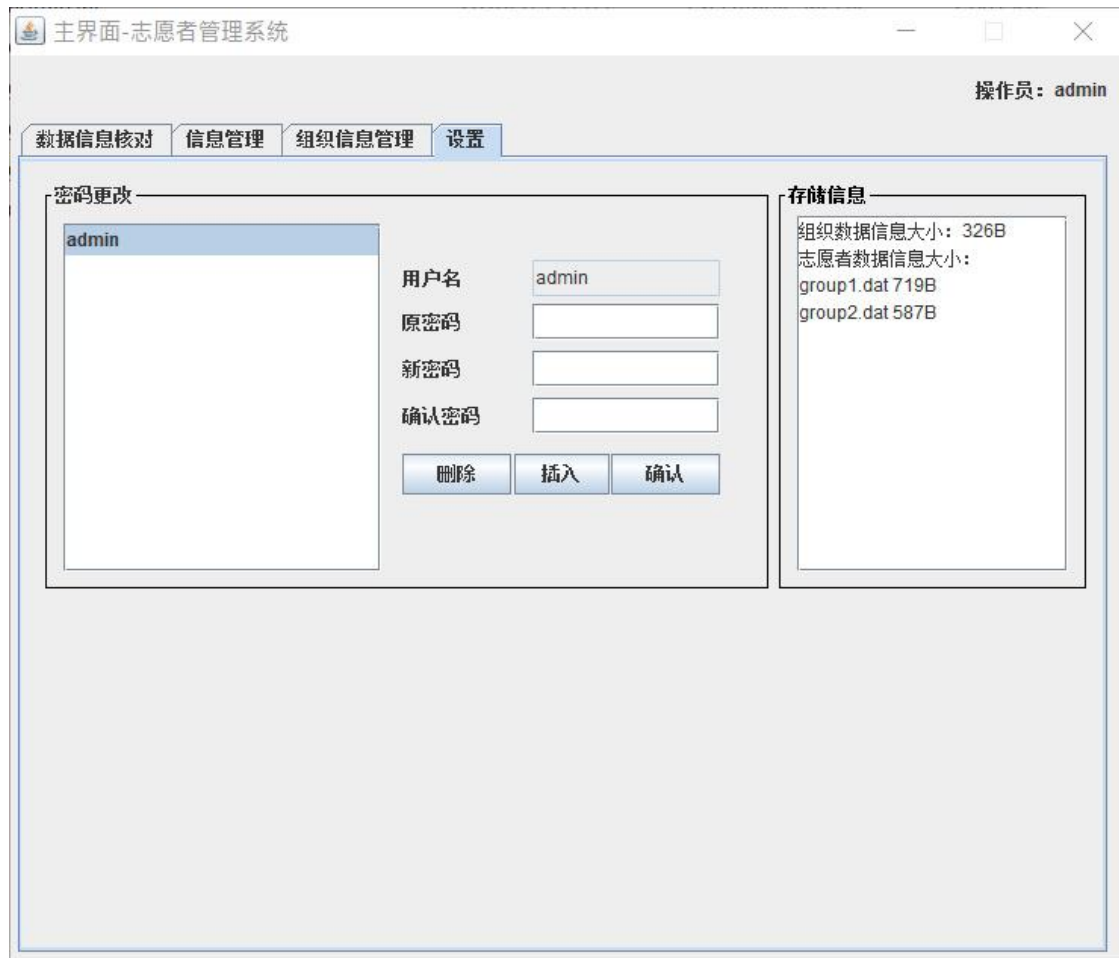 主界面-志愿者管理系统
操作员：admin
数据信息核对 信息管理 组织信息管理 设置
密码更改
admin
用户名 admin
原密码
新密码
确认密码
删除 插入 确认
存储信息
组织数据信息大小：326B
志愿者数据信息大小：
group1.dat 719B
group2.dat 587B